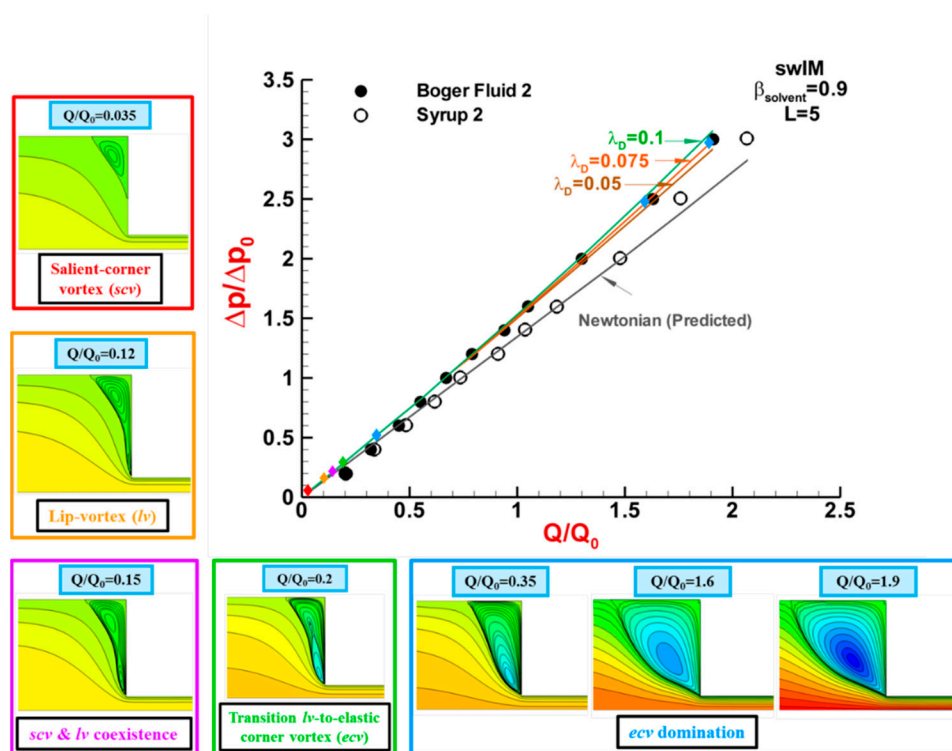 Q/Q₀=0.035
Salient-corner
vortex (scv)
Q/Q₀=0.12
Lip-vortex (lv)
Q/Q₀=0.15
scv & lv coexistence
Q/Q₀=0.2
Transition lv-to-elastic
corner vortex (ecv)
Q/Q₀=0.35
Q/Q₀=1.6
Q/Q₀=1.9
ecv domination
Boger Fluid 2
Syrup 2
swIM
βsolvent=0.9
L=5
λD=0.1
λD=0.075
λD=0.05
Newtonian (Predicted)
Δp/Δp₀
3.5
3
2.5
2
1.5
1
0.5
0
0
0.5
1
1.5
2
2.5
Q/Q₀